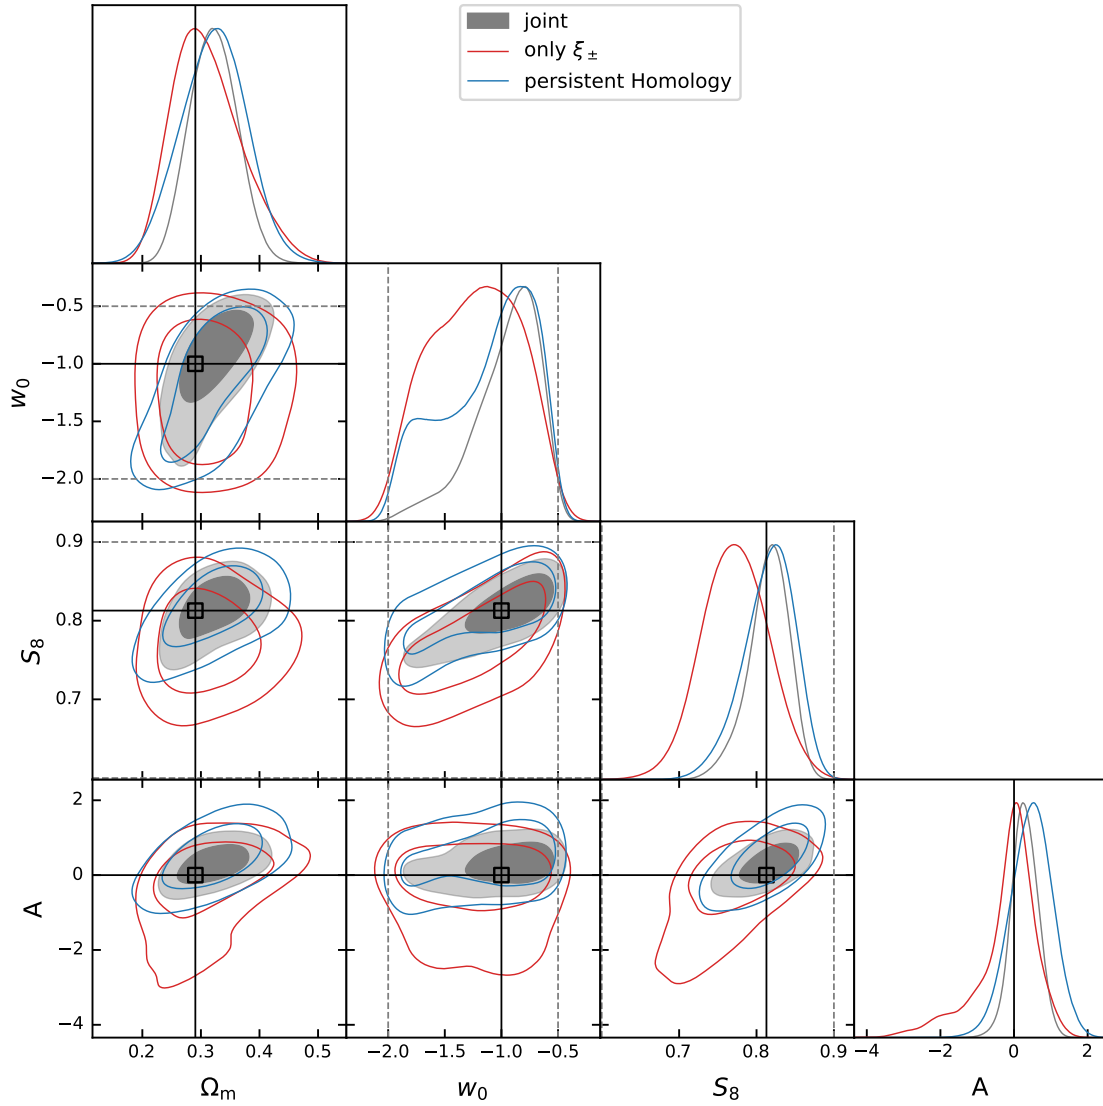 joint
only ξ±
persistent Homology
w₀
−0.5
−1.0
−1.5
−2.0
S₈
0.9
0.8
0.7
A
2
0
−2
−4
0.2 0.3 0.4 0.5 −2.0 −1.5 −1.0 −0.5 0.7 0.8 0.9 −4 −2 0 2
Ωₘ w₀ S₈ A